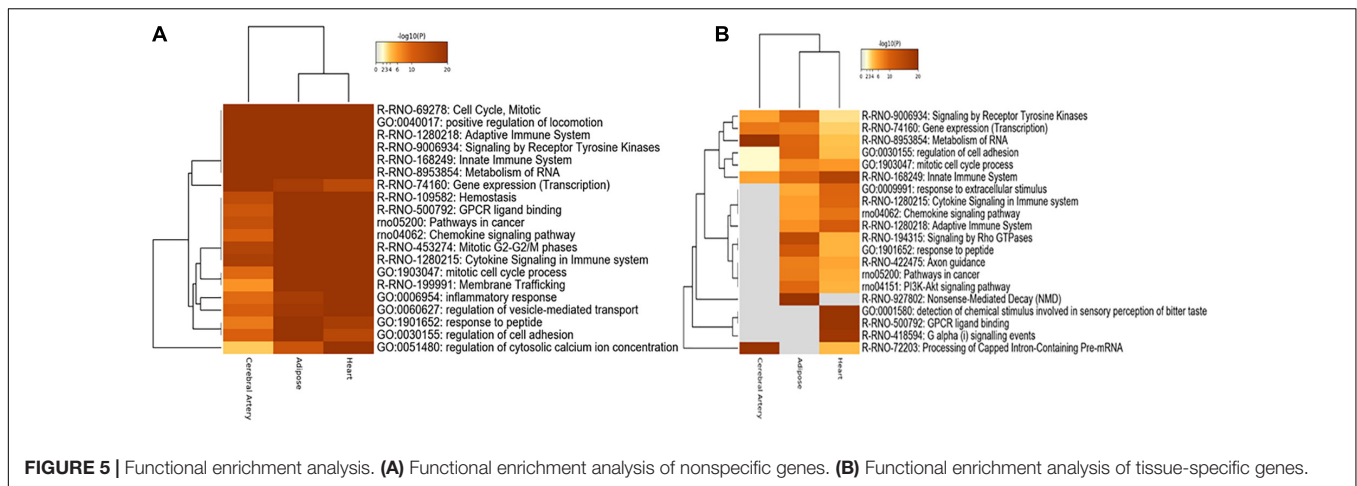 A
-log10(P)
0 2 3 4 6 10 20
R-RNO-69278: Cell Cycle, Mitotic
GO:0040017: positive regulation of locomotion
R-RNO-1280218: Adaptive Immune System
R-RNO-9006934: Signaling by Receptor Tyrosine Kinases
R-RNO-168249: Innate Immune System
R-RNO-8953854: Metabolism of RNA
R-RNO-74160: Gene expression (Transcription)
R-RNO-109582: Hemostasis
R-RNO-500792: GPCR ligand binding
rno05200: Pathways in cancer
rno04062: Chemokine signaling pathway
R-RNO-453274: Mitotic G2-G2/M phases
R-RNO-1280215: Cytokine Signaling in Immune system
GO:1903047: mitotic cell cycle process
R-RNO-199991: Membrane Trafficking
GO:0006954: inflammatory response
GO:0060627: regulation of vesicle-mediated transport
GO:1901652: response to peptide
GO:0030155: regulation of cell adhesion
GO:0051480: regulation of cytosolic calcium ion concentration
Cerebral Artery
Adipose
Heart
B
-log10(P)
0 2 3 4 6 10 20
R-RNO-9006934: Signaling by Receptor Tyrosine Kinases
R-RNO-74160: Gene expression (Transcription)
R-RNO-8953854: Metabolism of RNA
GO:0030155: regulation of cell adhesion
GO:1903047: mitotic cell cycle process
R-RNO-168249: Innate Immune System
GO:0009991: response to extracellular stimulus
R-RNO-1280215: Cytokine Signaling in Immune system
rno04062: Chemokine signaling pathway
R-RNO-1280218: Adaptive Immune System
R-RNO-194315: Signaling by Rho GTPases
GO:1901652: response to peptide
R-RNO-422475: Axon guidance
rno05200: Pathways in cancer
rno04151: PI3K-Akt signaling pathway
R-RNO-927802: Nonsense-Mediated Decay (NMD)
GO:0001580: detection of chemical stimulus involved in sensory perception of bitter taste
R-RNO-500792: GPCR ligand binding
R-RNO-418594: G alpha (i) signalling events
R-RNO-72203: Processing of Capped Intron-Containing Pre-mRNA
Cerebral Artery
Adipose
Heart
FIGURE 5 | Functional enrichment analysis. (A) Functional enrichment analysis of nonspecific genes. (B) Functional enrichment analysis of tissue-specific genes.